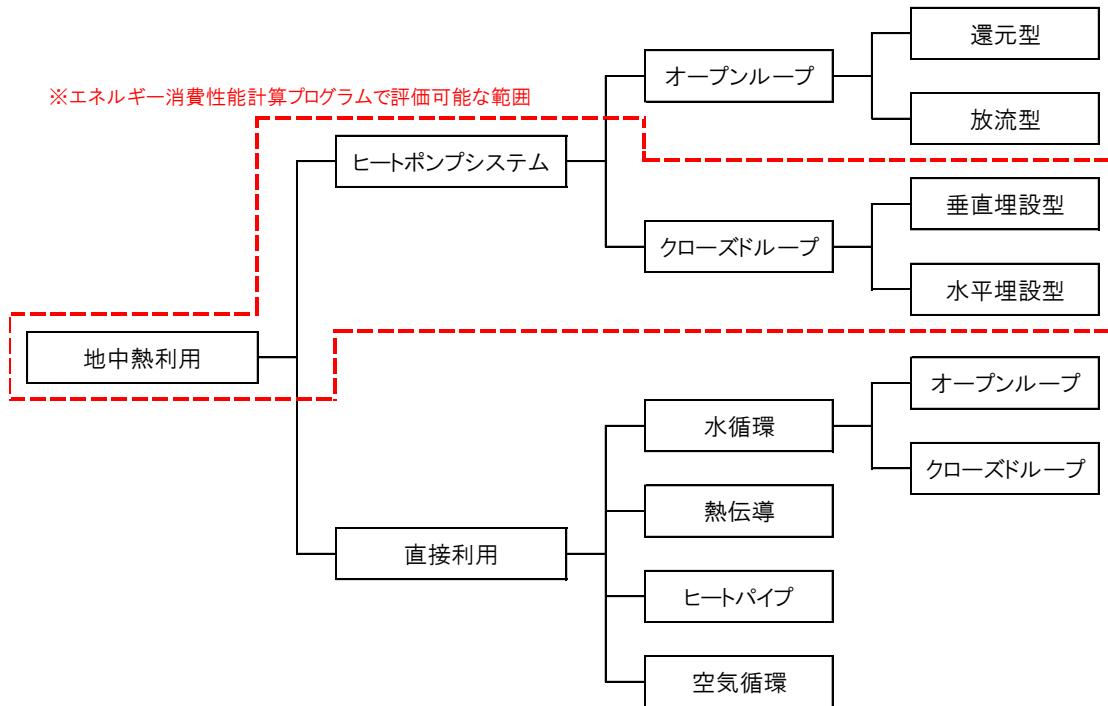 還元型
オープンループ
※エネルギー消費性能計算プログラムで評価可能な範囲
放流型
ヒートポンプシステム
垂直埋設型
クローズドループ
水平埋設型
地中熱利用
オープンループ
水循環
クローズドループ
熱伝導
直接利用
ヒートパイプ
空気循環